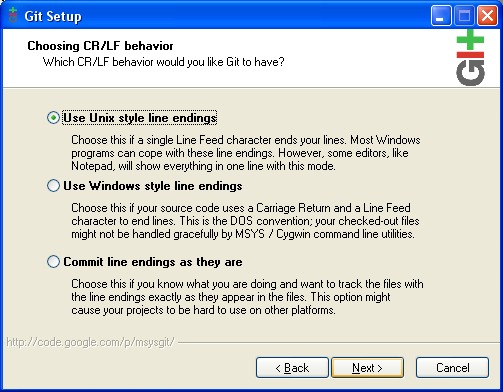 Git Setup
Choosing CR/LF behavior
Which CR/LF behavior would you like Git to have?
GIT
Use Unix style line endings
Choose this if a single Line Feed character ends your lines. Most Windows
programs can cope with these line endings. However, some editors, like
Notepad, will show everything in one line with this mode.
Use Windows style line endings
Choose this if your source code uses a Carriage Return and a Line Feed
character to end lines. This is the DOS convention; your checked-out files
might not be handled gracefully by MSYS / Cygwin command line utilities.
Commit line endings as they are
Choose this if you know what you are doing and want to track the files with
the line endings exactly as they appear in the files. This option might
cause your projects to be hard to use on other platforms.
http://code.google.com/p/msysgit/
< Back
Next >
Cancel